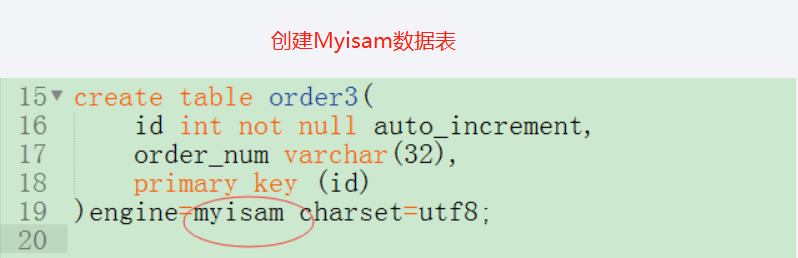 创建Myisam数据表
15 create table order3(
16 id int not null auto_increment,
17 order_num varchar(32),
18 primary key (id)
19 )engine=myisam charset=utf8;
20